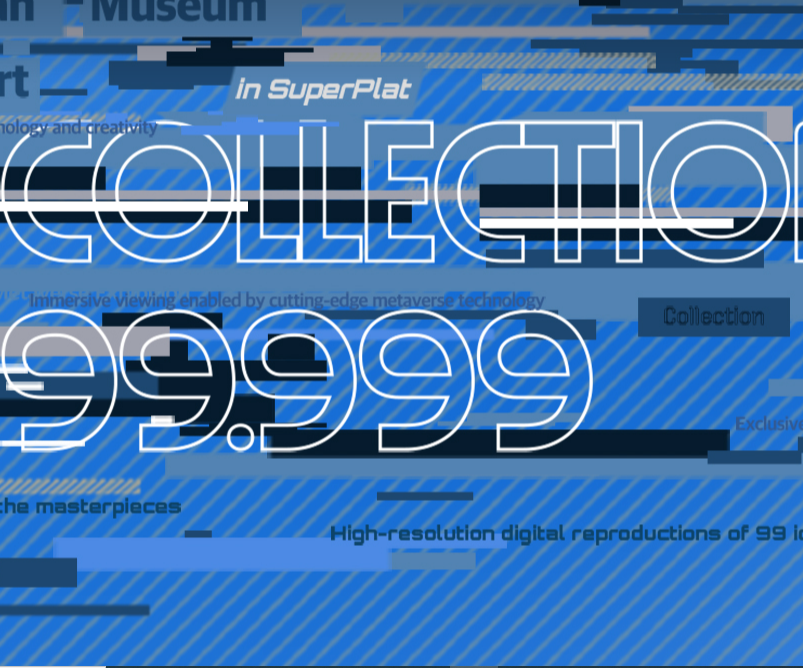 Museum
in SuperPlat
nology and creativity
COLLECTIO
Immersive viewing enabled by cutting-edge metaverse technology
Collection
99.999
Exclusiv
the masterpieces
High-resolution digital reproductions of 99 ic